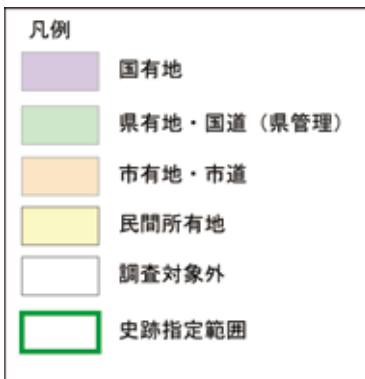 凡例
国有地
県有地・国道（県管理）
市有地・市道
民間所有地
調査対象外
史跡指定範囲